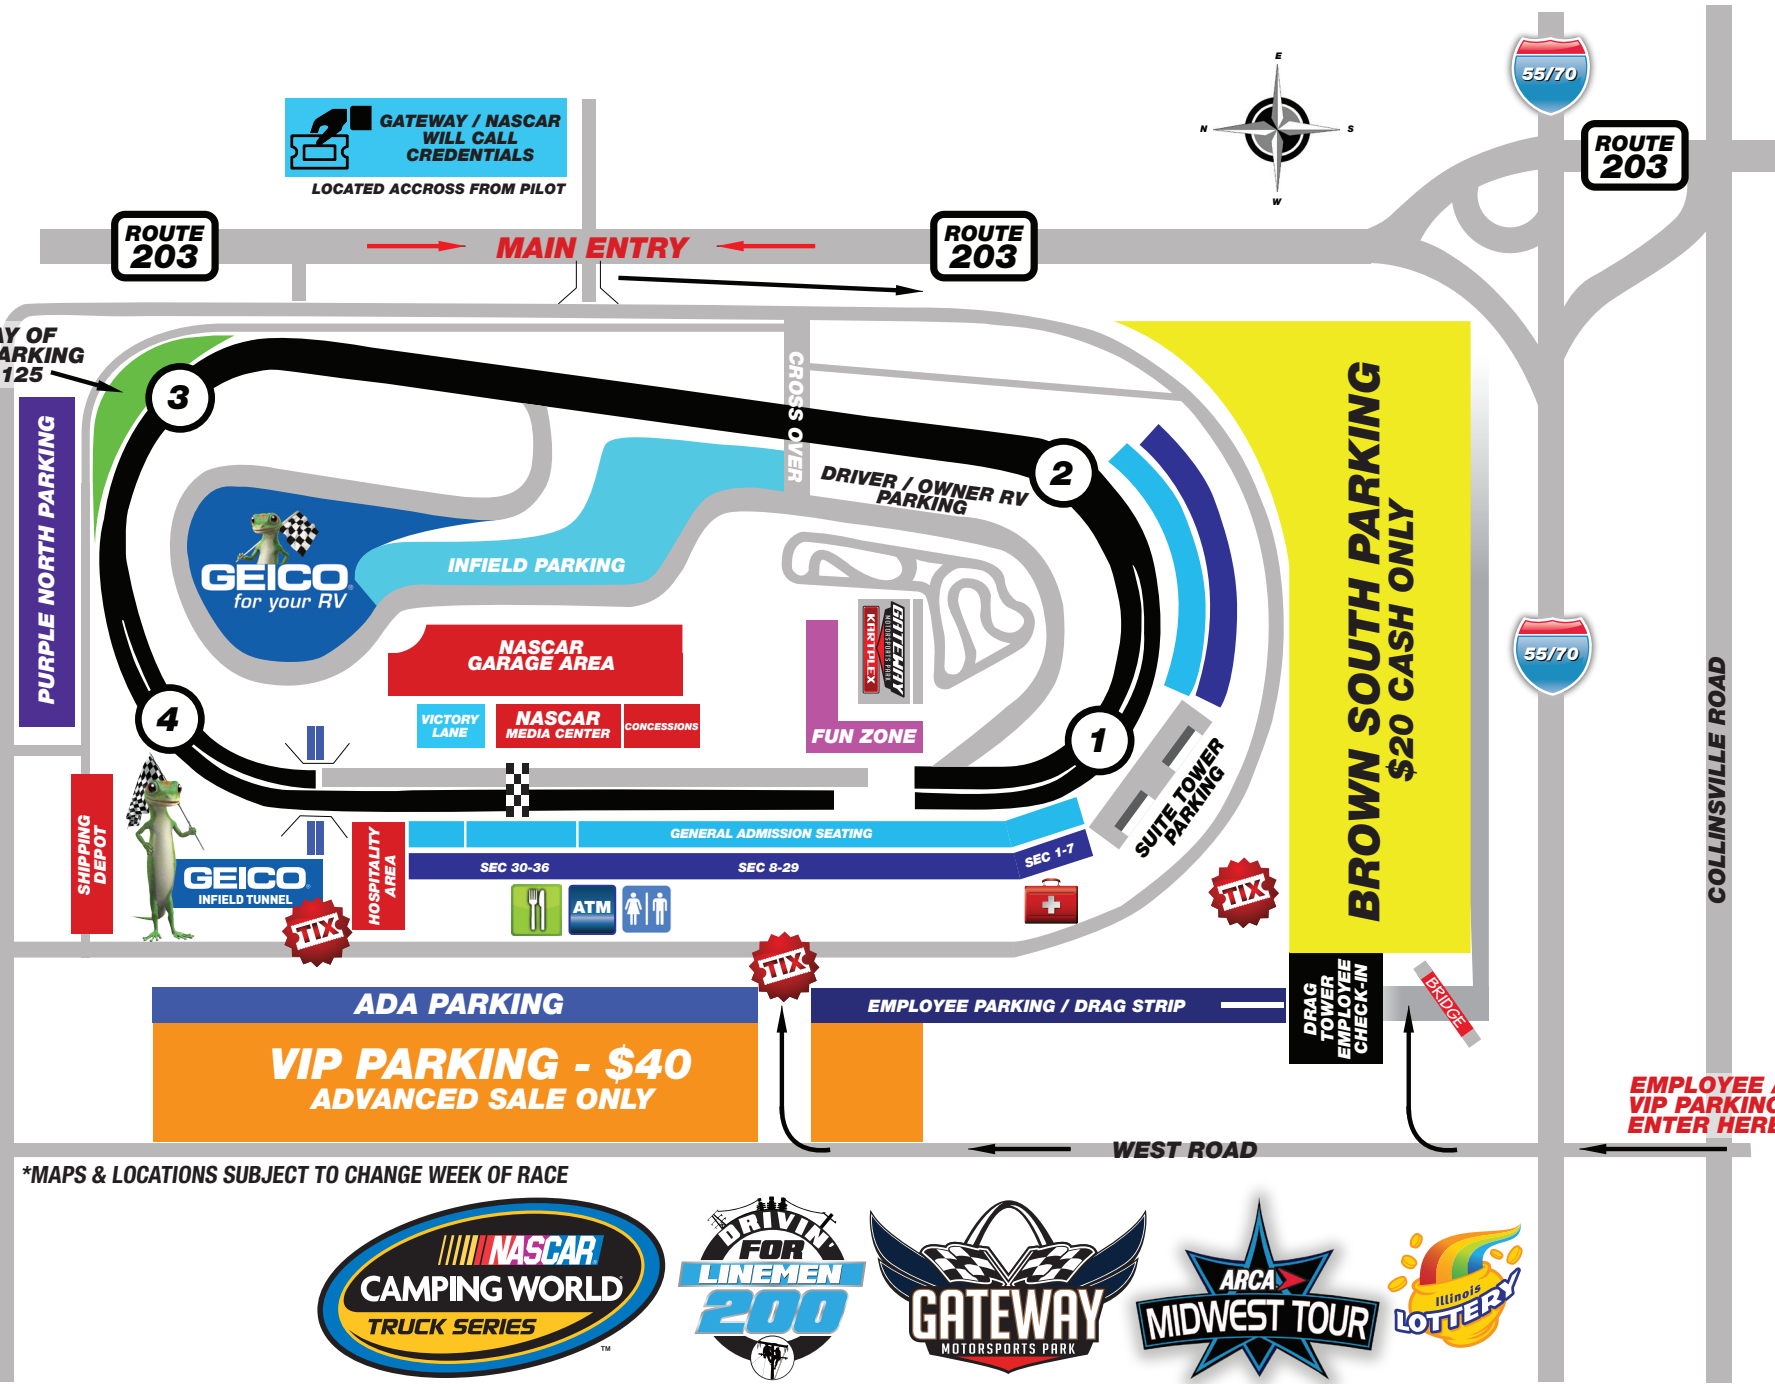 E
N
S
W
55/70
ROUTE
203
GATEWAY / NASCAR
WILL CALL
CREDENTIALS
LOCATED ACCROSS FROM PILOT
ROUTE
203
MAIN ENTRY
ROUTE
203
AY OF
ARKING
125
3
CROSS OVER
2
DRIVER / OWNER RV
PARKING
PURPLE NORTH PARKING
GEICO
for your RV
INFIELD PARKING
NASCAR
GARAGE AREA
GATEWAY
MOTORSPORTS PARK
KARTPLEX
BROWN SOUTH PARKING
$20 CASH ONLY
55/70
COLLINSVILLE ROAD
4
VICTORY
LANE
NASCAR
MEDIA CENTER
CONCESSIONS
FUN ZONE
1
SUITE TOWER
PARKING
SHIPPING
DEPOT
GEICO
INFIELD TUNNEL
HOSPITALITY
AREA
GENERAL ADMISSION SEATING
SEC 30-36
SEC 8-29
SEC 1-7
ATM
TIX
TIX
TIX
ADA PARKING
EMPLOYEE PARKING / DRAG STRIP
DRAG
TOWER
EMPLOYEE
CHECK-IN
BRIDGE
VIP PARKING - $40
ADVANCED SALE ONLY
EMPLOYEE
VIP PARKING
ENTER HERE
WEST ROAD
*MAPS & LOCATIONS SUBJECT TO CHANGE WEEK OF RACE
NASCAR
CAMPING WORLD
TRUCK SERIES
TM
DRIVIN'
FOR
LINEMEN
200
GATEWAY
MOTORSPORTS PARK
ARCA
MIDWEST TOUR
Illinois
LOTTERY